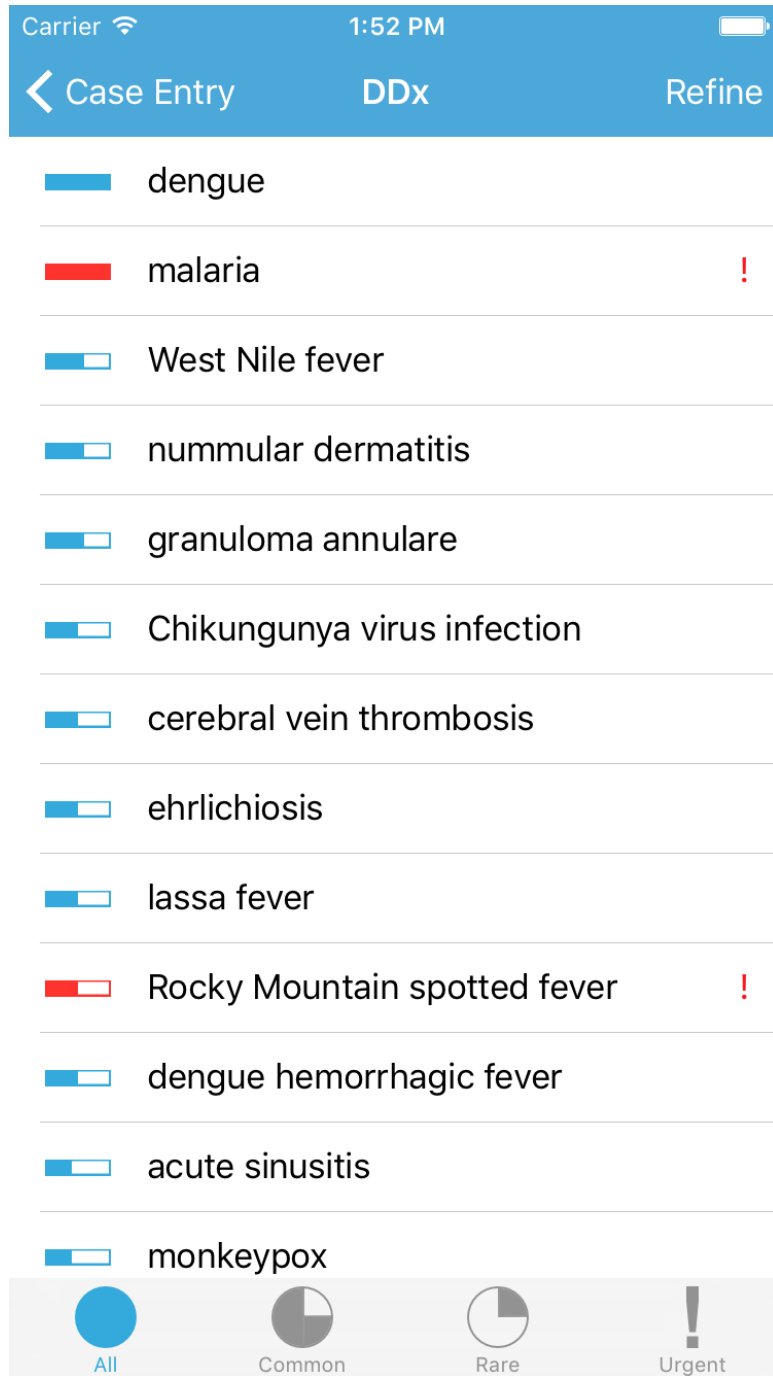 Carrier 1:52 PM
Case Entry DDx Refine
dengue
malaria !
West Nile fever
nummular dermatitis
granuloma annulare
Chikungunya virus infection
cerebral vein thrombosis
ehrlichiosis
lassa fever
Rocky Mountain spotted fever !
dengue hemorrhagic fever
acute sinusitis
monkeypox
All Common Rare Urgent